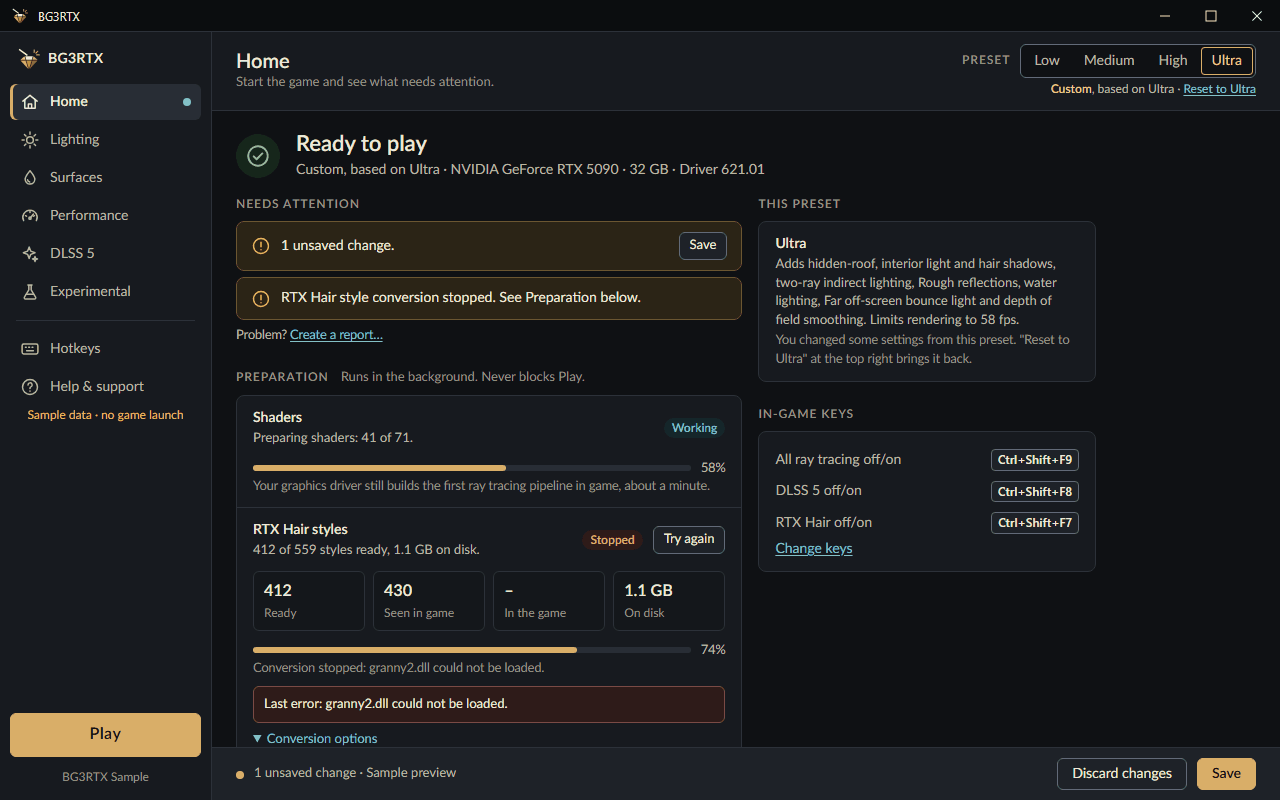 BG3RTX
BG3RTX
Home
Lighting
Surfaces
Performance
DLSS 5
Experimental
Hotkeys
Help & support
Sample data · no game launch
Play
BG3RTX Sample
Home
Start the game and see what needs attention.
PRESET
Low
Medium
High
Ultra
Custom, based on Ultra · Reset to Ultra
Ready to play
Custom, based on Ultra · NVIDIA GeForce RTX 5090 · 32 GB · Driver 621.01
NEEDS ATTENTION
1 unsaved change.
Save
RTX Hair style conversion stopped. See Preparation below.
Problem? Create a report...
PREPARATION Runs in the background. Never blocks Play.
Shaders
Preparing shaders: 41 of 71.
Working
58%
Your graphics driver still builds the first ray tracing pipeline in game, about a minute.
RTX Hair styles
412 of 559 styles ready, 1.1 GB on disk.
Stopped
Try again
412
Ready
430
Seen in game
–
In the game
1.1 GB
On disk
74%
Conversion stopped: granny2.dll could not be loaded.
Last error: granny2.dll could not be loaded.
▼ Conversion options
THIS PRESET
Ultra
Adds hidden-roof, interior light and hair shadows,
two-ray indirect lighting, Rough reflections, water
lighting, Far off-screen bounce light and depth of
field smoothing. Limits rendering to 58 fps.
You changed some settings from this preset. "Reset to
Ultra" at the top right brings it back.
IN-GAME KEYS
All ray tracing off/on
Ctrl+Shift+F9
DLSS 5 off/on
Ctrl+Shift+F8
RTX Hair off/on
Ctrl+Shift+F7
Change keys
1 unsaved change · Sample preview
Discard changes
Save